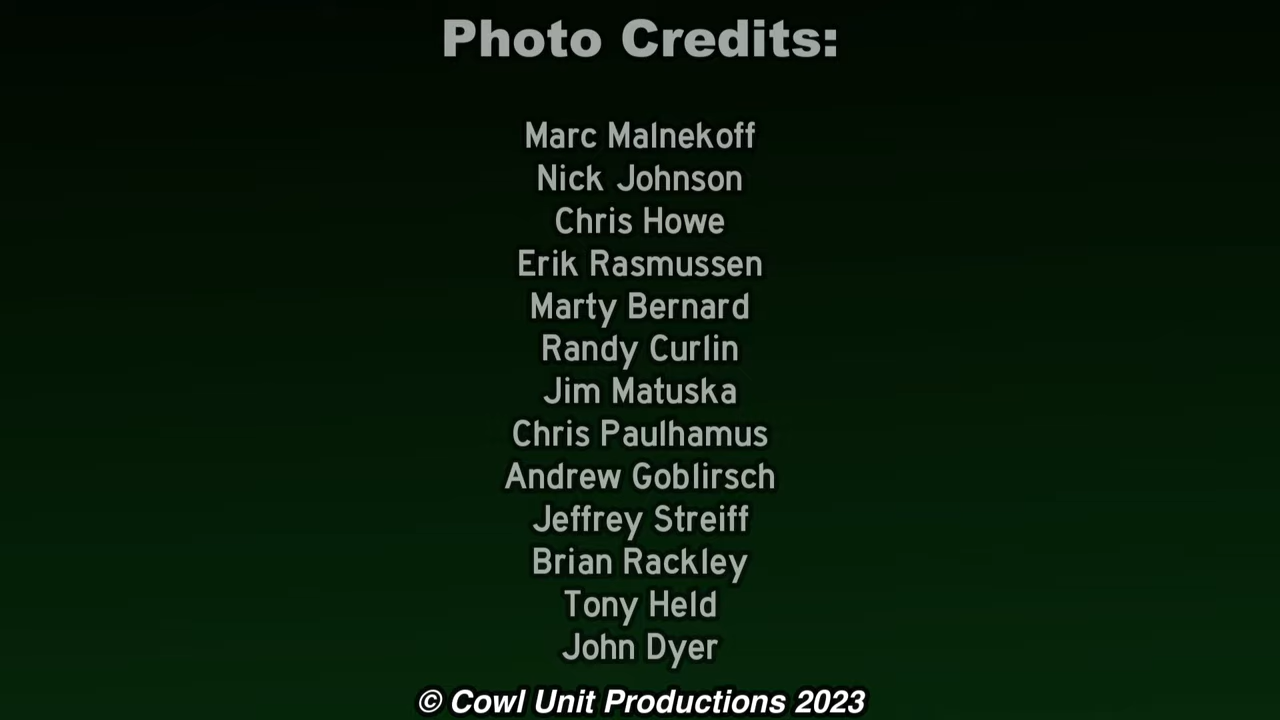 Photo Credits:
Marc Malnekoff
Nick Johnson
Chris Howe
Erik Rasmussen
Marty Bernard
Randy Curlin
Jim Matuska
Chris Paulhamus
Andrew Goblirsch
Jeffrey Streiff
Brian Rackley
Tony Held
John Dyer
© Cowl Unit Productions 2023